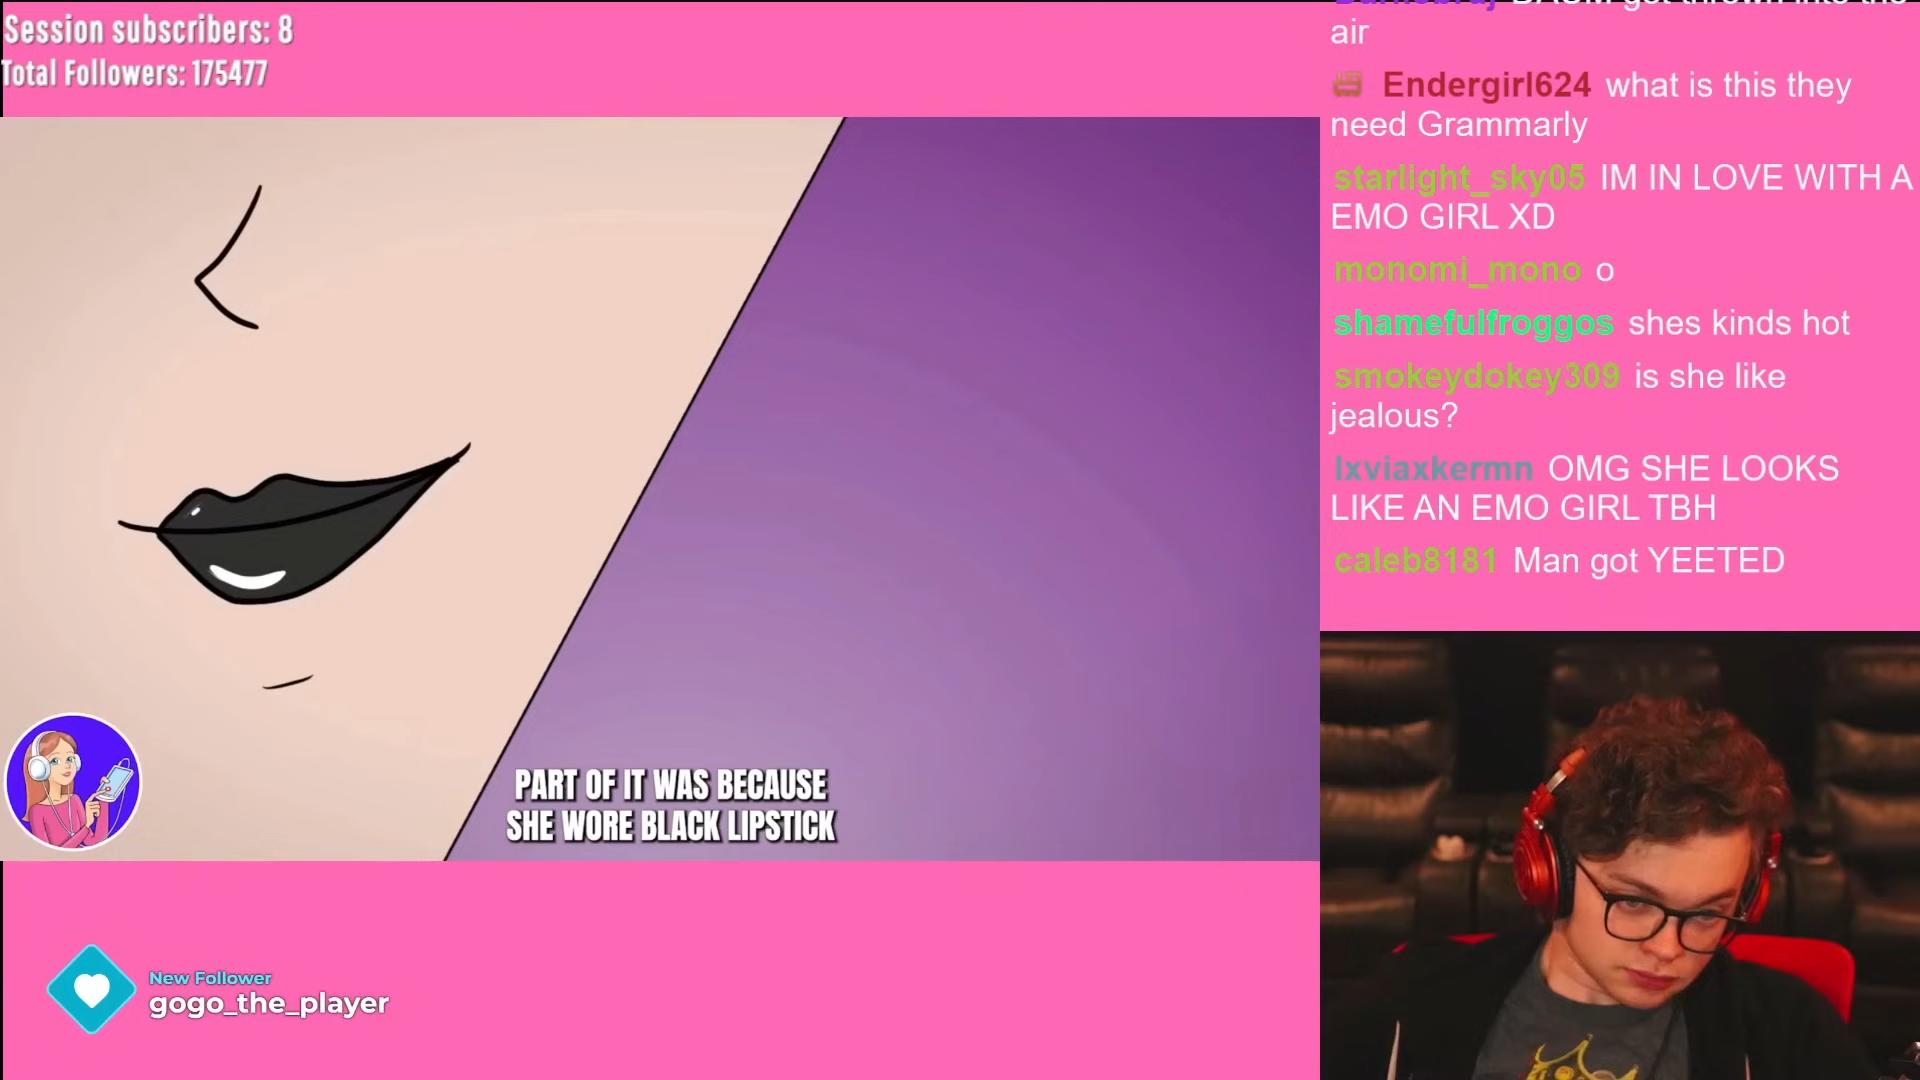 Session subscribers: 8
Total Followers: 175477
air
Endergirl624 what is this they
need Grammarly
starlight_sky05 IM IN LOVE WITH A
EMO GIRL XD
monomi_mono o
shamefulfroggos shes kinds hot
smokeydokey309 is she like
jealous?
lxviaxkermn OMG SHE LOOKS
LIKE AN EMO GIRL TBH
caleb8181 Man got YEETED
PART OF IT WAS BECAUSE
SHE WORE BLACK LIPSTICK
New Follower
gogo_the_player